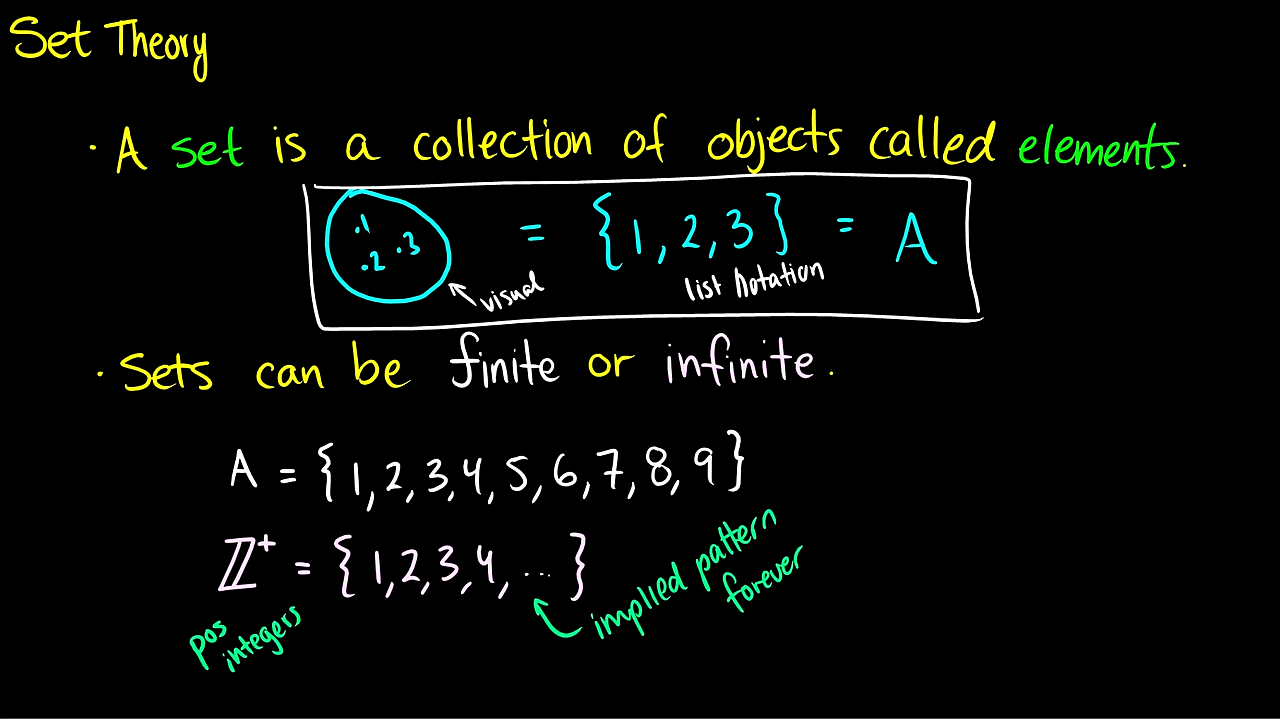 Set Theory
· A set is a collection of objects called elements.
.1 .2 .3 = {1, 2, 3} = A
visual
list notation
· Sets can be finite or infinite.
A = {1, 2, 3, 4, 5, 6, 7, 8, 9}
ℤ⁺ = {1, 2, 3, 4, ...}
pos integers
implied pattern forever